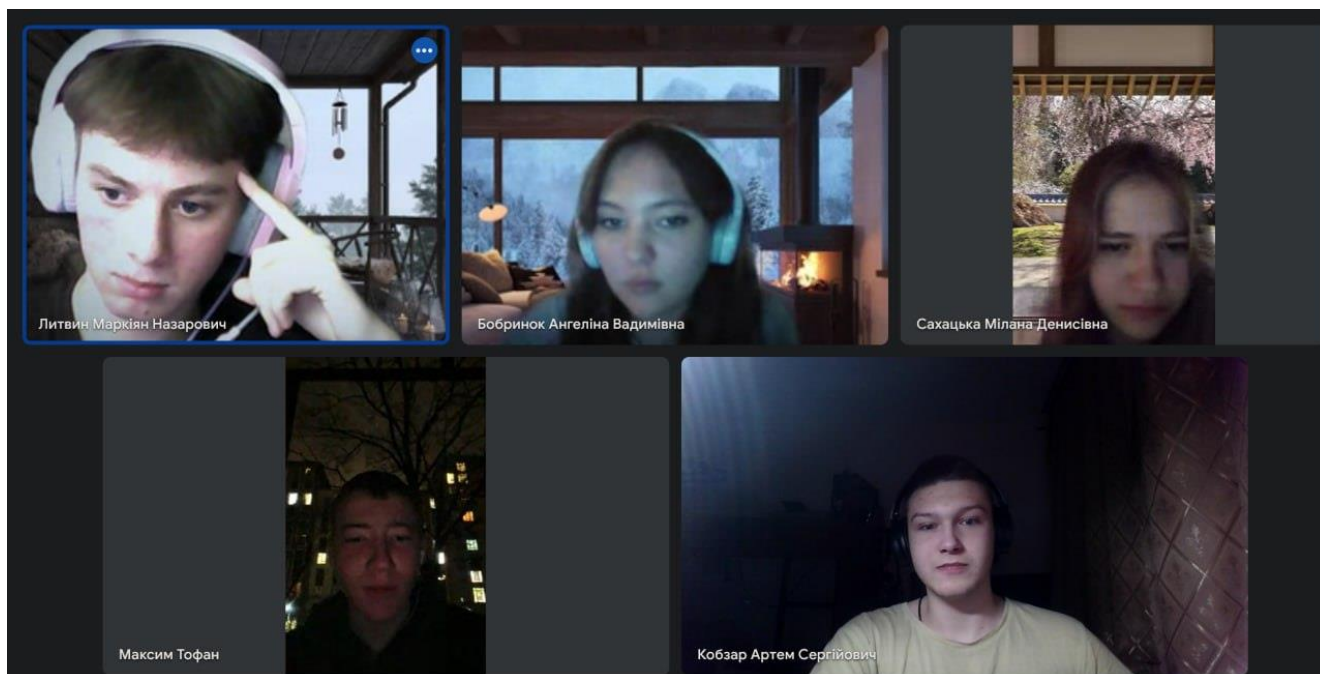 Литвин Маркіян Назарович
Бобринок Ангеліна Вадимівна
Сахацька Мілана Денисівна
Максим Тофан
Кобзар Артем Сергійович